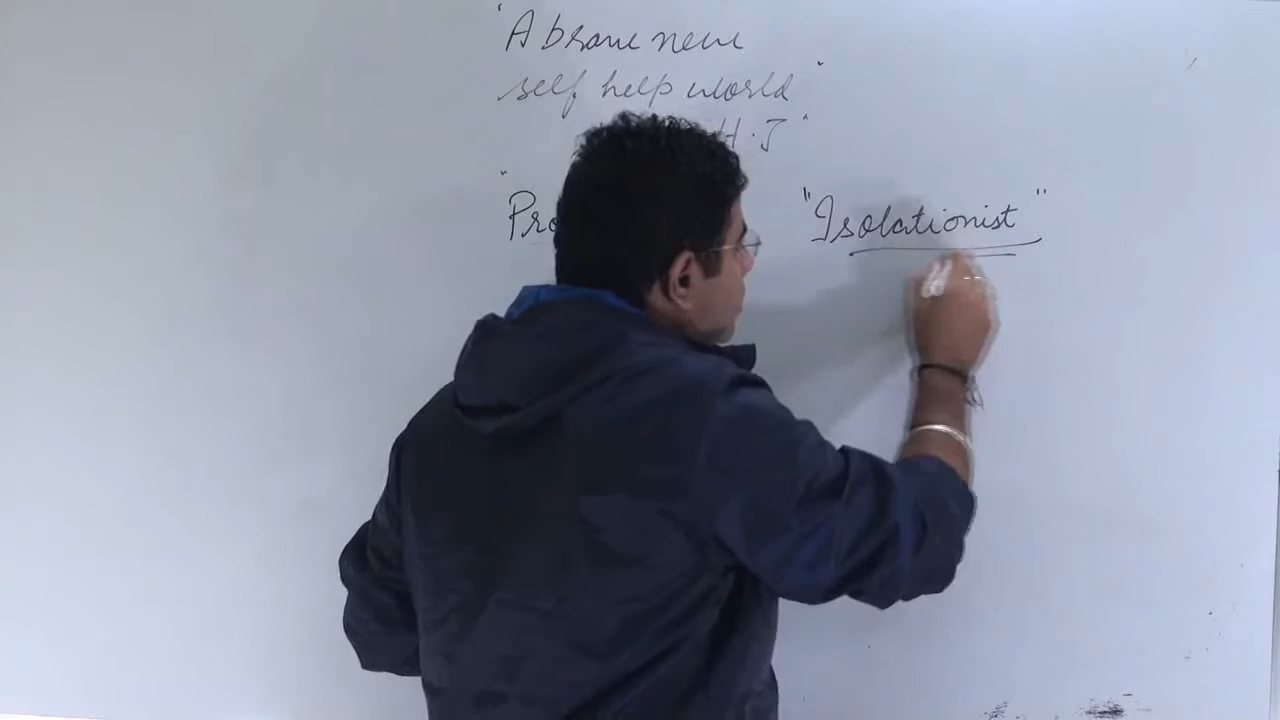 "A brave new
self help world"
H.J"
"Pro "Isolationist"